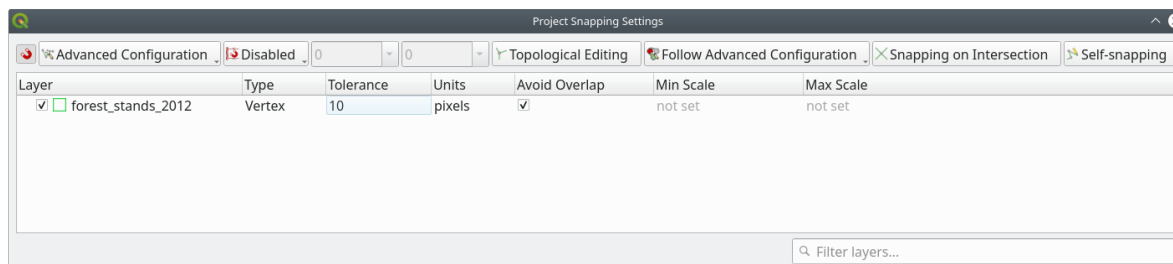 Project Snapping Settings
Advanced Configuration Disabled 0 0 Topological Editing Follow Advanced Configuration Snapping on Intersection Self-snapping
Layer Type Tolerance Units Avoid Overlap Min Scale Max Scale
forest_stands_2012 Vertex 10 pixels not set not set
Filter layers...